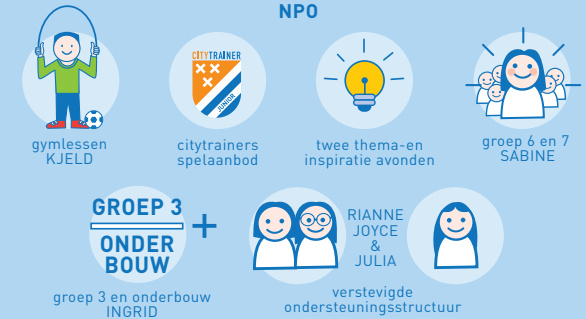 NPO
CITYTRAINER
JUNIOR
gymlessen
KJELD
citytrainers
spelaanbod
twee thema-en
inspiratie avonden
groep 6 en 7
SABINE
GROEP 3
ONDER
BOUW
+
groep 3 en onderbouw
INGRID
RIANNE
JOYCE
&
JULIA
verstevigde
ondersteuningsstructuur